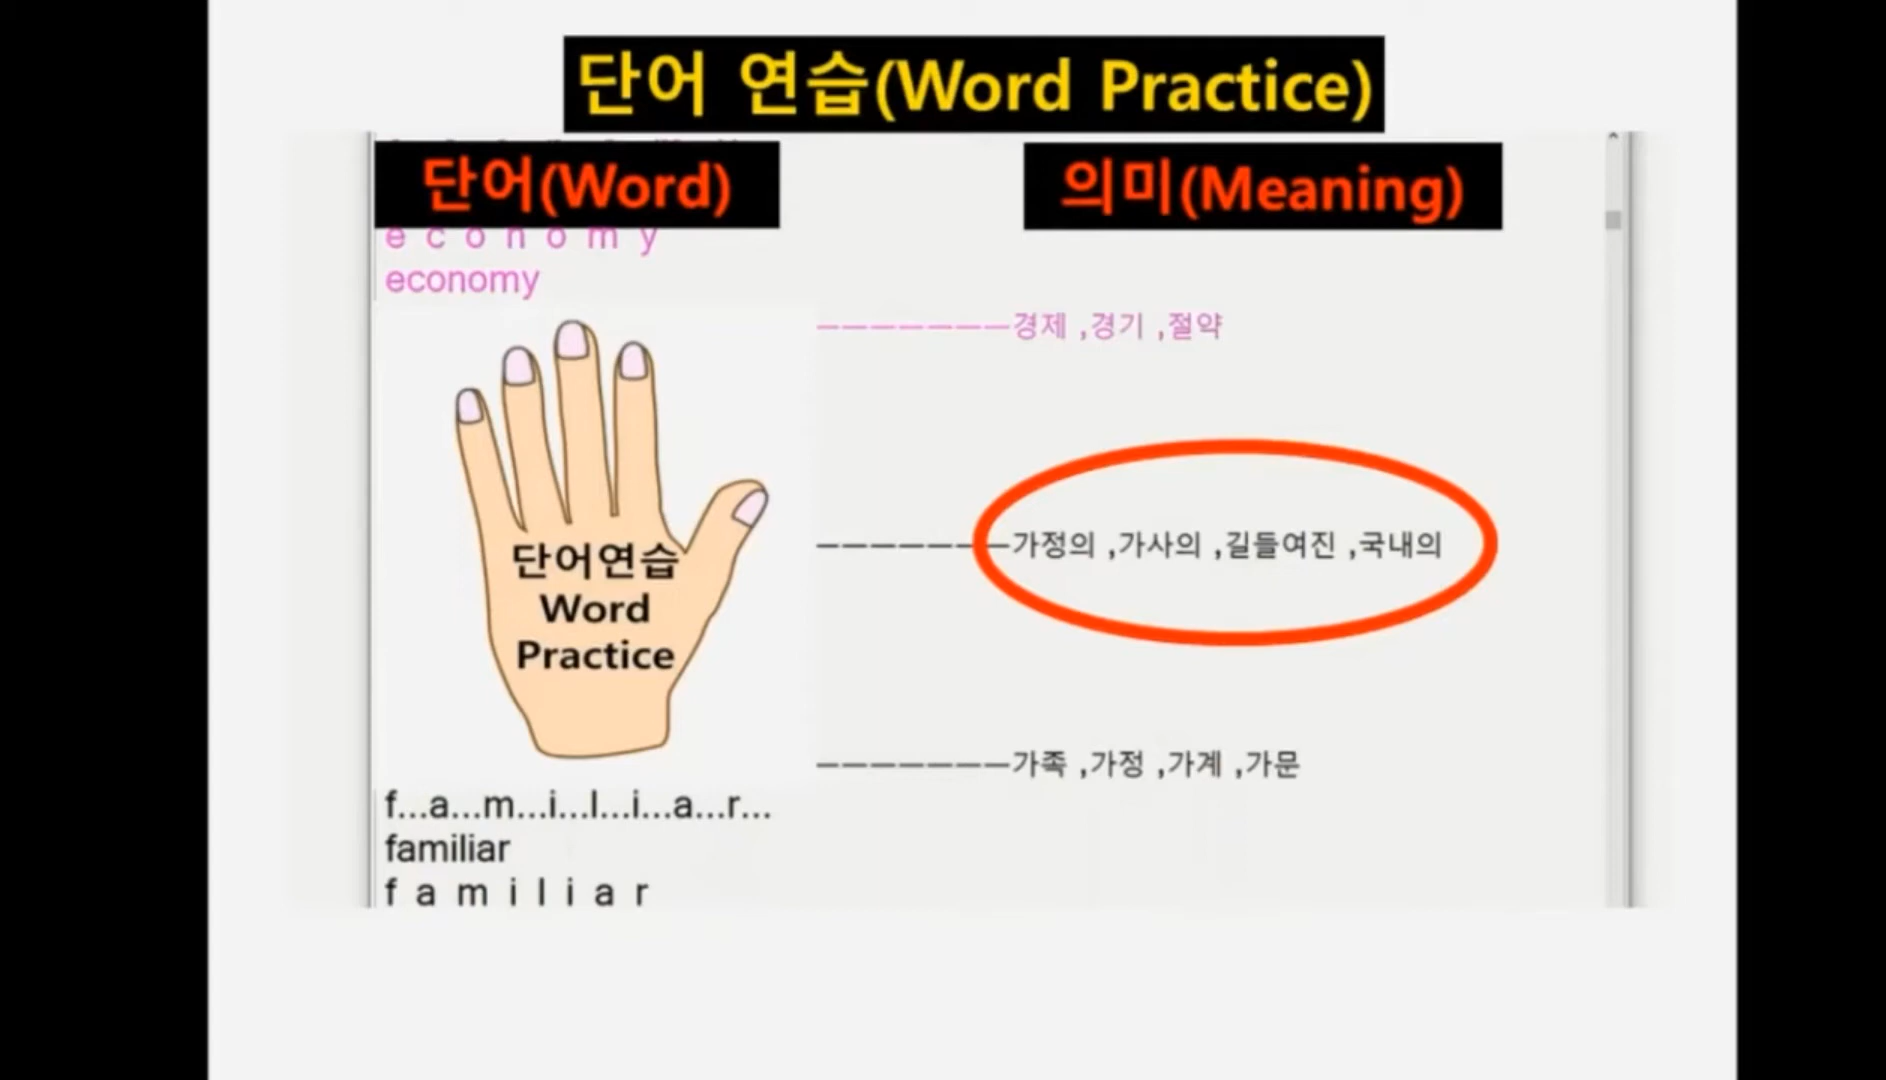 단어 연습(Word Practice)
단어(Word)
의미(Meaning)
e c o n o m y
economy
———————경제 ,경기 ,절약
단어연습
Word
Practice
———————가정의 ,가사의 ,길들여진 ,국내의
———————가족 ,가정 ,가계 ,가문
f...a...m...i...l...i...a...r...
familiar
f a m i l i a r